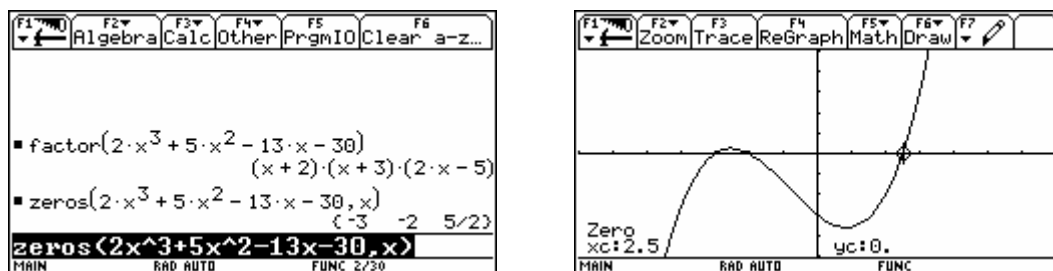 F1 F2 F3 F4 F5 F6
Algebra Calc Other PrgmIO Clear a-z…
▪ factor(2·x³ + 5·x² − 13·x − 30)
(x + 2)·(x + 3)·(2·x − 5)
▪ zeros(2·x³ + 5·x² − 13·x − 30, x)
{-3 -2 5/2}
zeros(2x^3+5x^2-13x-30,x)
MAIN RAD AUTO FUNC 2/30
F1 F2 F3 F4 F5 F6 F7
Zoom Trace ReGraph Math Draw
Zero
xc:2.5 yc:0.
MAIN RAD AUTO FUNC